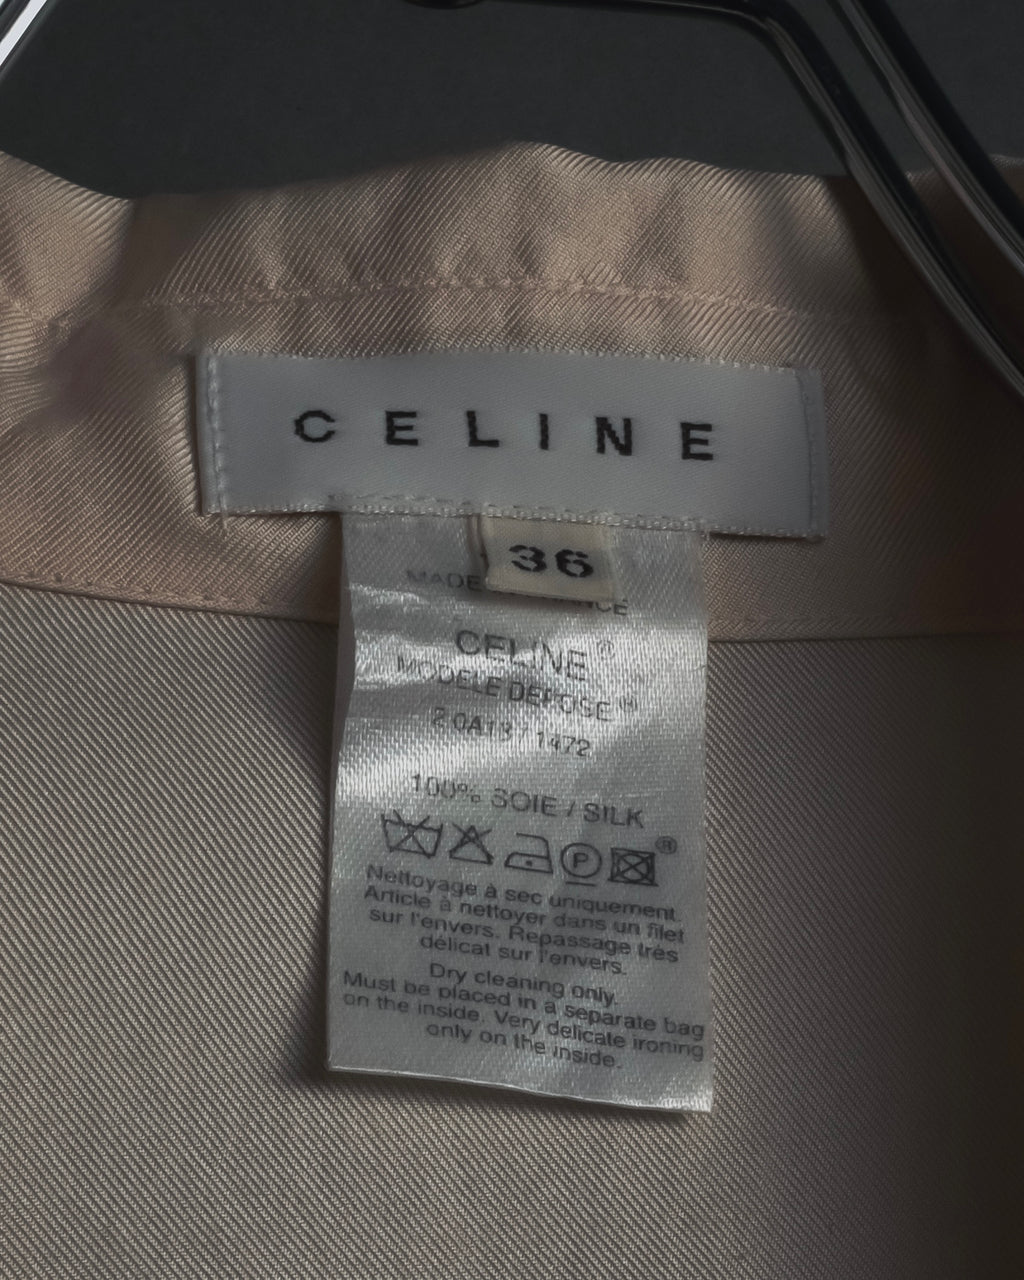 CELINE
36
MADE
CELINE®
MODELE DEPOSE
2 0A13 / 1472
100% SOIE / SILK
P ®
Nettoyage à sec uniquement.
Article à nettoyer dans un filet
sur l'envers. Repassage très
délicat sur l'envers.
Dry cleaning only.
Must be placed in a separate bag
on the inside. Very delicate ironing
only on the inside.